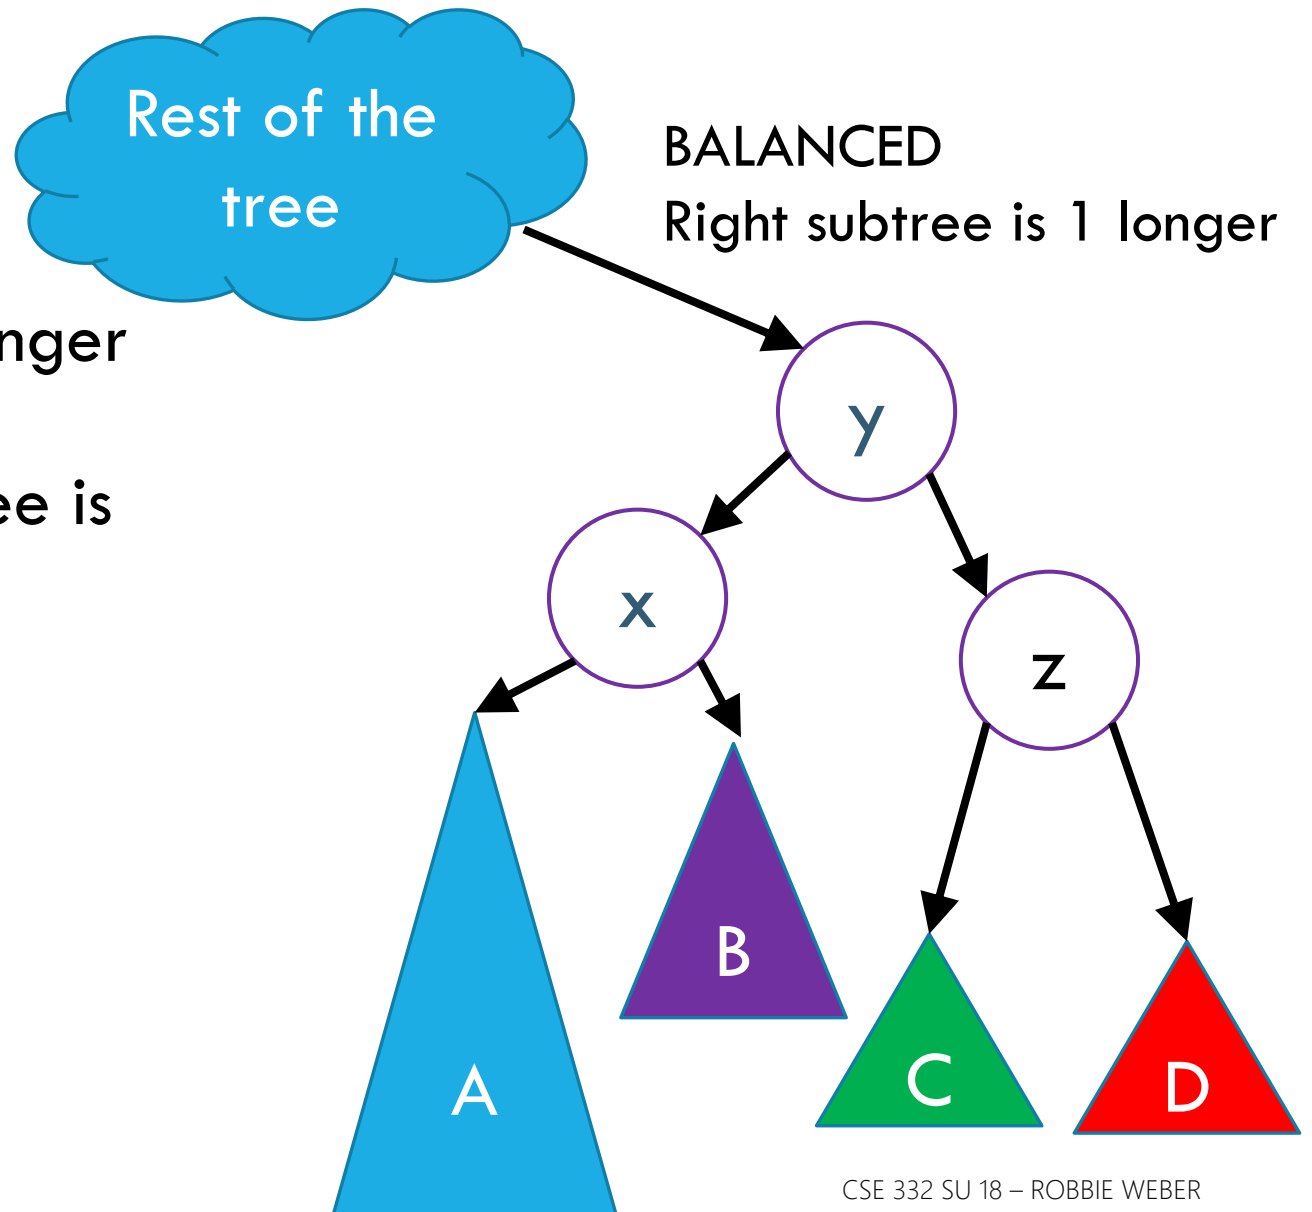 Rest of the
tree
BALANCED
Right subtree is 1 longer
nger
ee is
y
x
z
A
B
C
D
CSE 332 SU 18 – ROBBIE WEBER